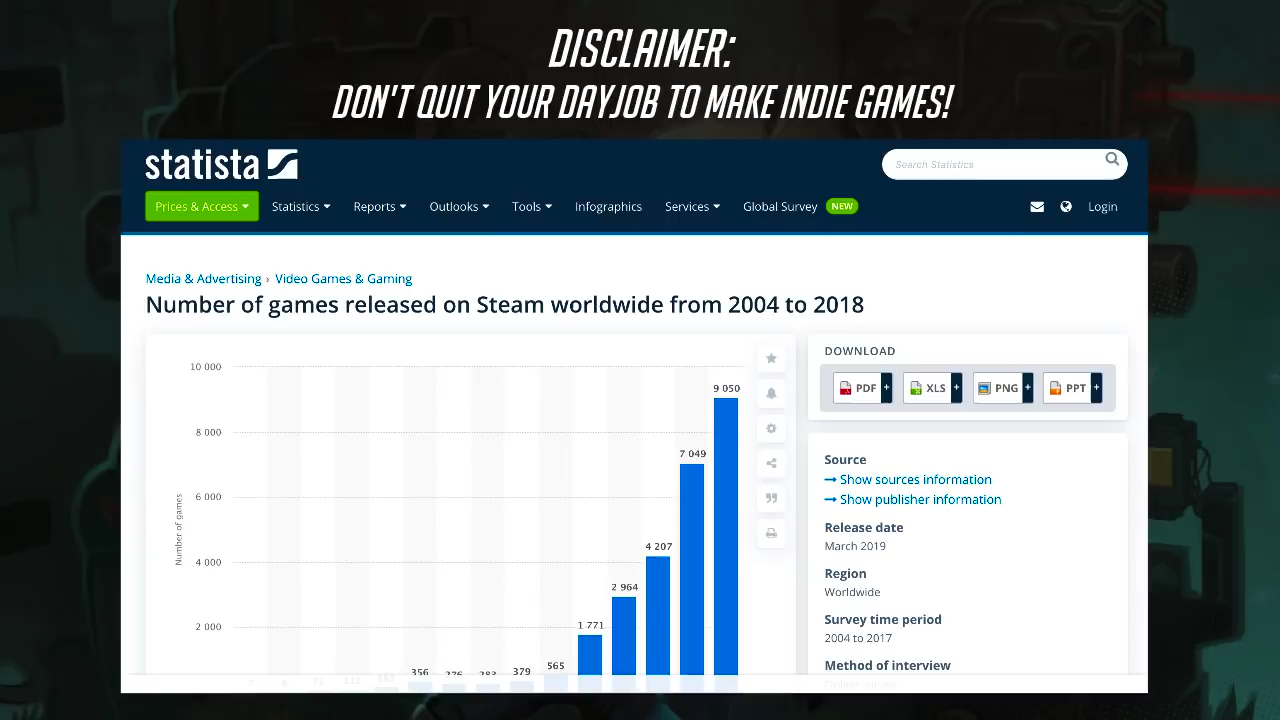 DISCLAIMER:
DON'T QUIT YOUR DAY JOB TO MAKE INDIE GAMES!
statista
Search Statistics
Prices & Access Statistics Reports Outlooks Tools Infographics Services Global Survey NEW Login
Media & Advertising › Video Games & Gaming
Number of games released on Steam worldwide from 2004 to 2018
DOWNLOAD
PDF + XLS + PNG + PPT +
10 000
8 000
6 000
4 000
2 000
Number of games
356
379
565
1 771
2 964
4 207
7 049
9 050
Source
Show sources information
Show publisher information
Release date
March 2019
Region
Worldwide
Survey time period
2004 to 2017
Method of interview